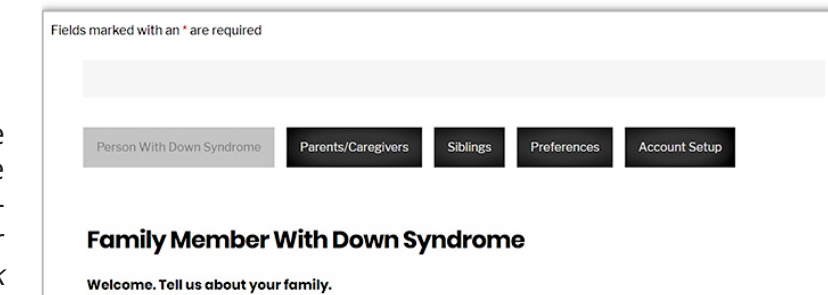 Fields marked with an * are required
Person With Down Syndrome Parents/Caregivers Siblings Preferences Account Setup
Family Member With Down Syndrome
Welcome. Tell us about your family.